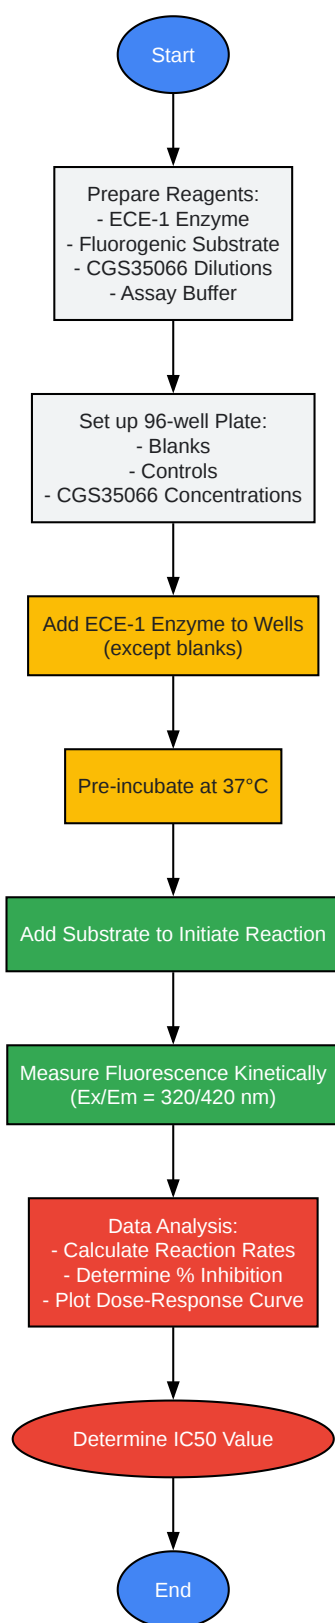 Start
Prepare Reagents:
- ECE-1 Enzyme
- Fluorogenic Substrate
- CGS35066 Dilutions
- Assay Buffer
Set up 96-well Plate:
- Blanks
- Controls
- CGS35066 Concentrations
Add ECE-1 Enzyme to Wells
(except blanks)
Pre-incubate at 37°C
Add Substrate to Initiate Reaction
Measure Fluorescence Kinetically
(Ex/Em = 320/420 nm)
Data Analysis:
- Calculate Reaction Rates
- Determine % Inhibition
- Plot Dose-Response Curve
Determine IC50 Value
End